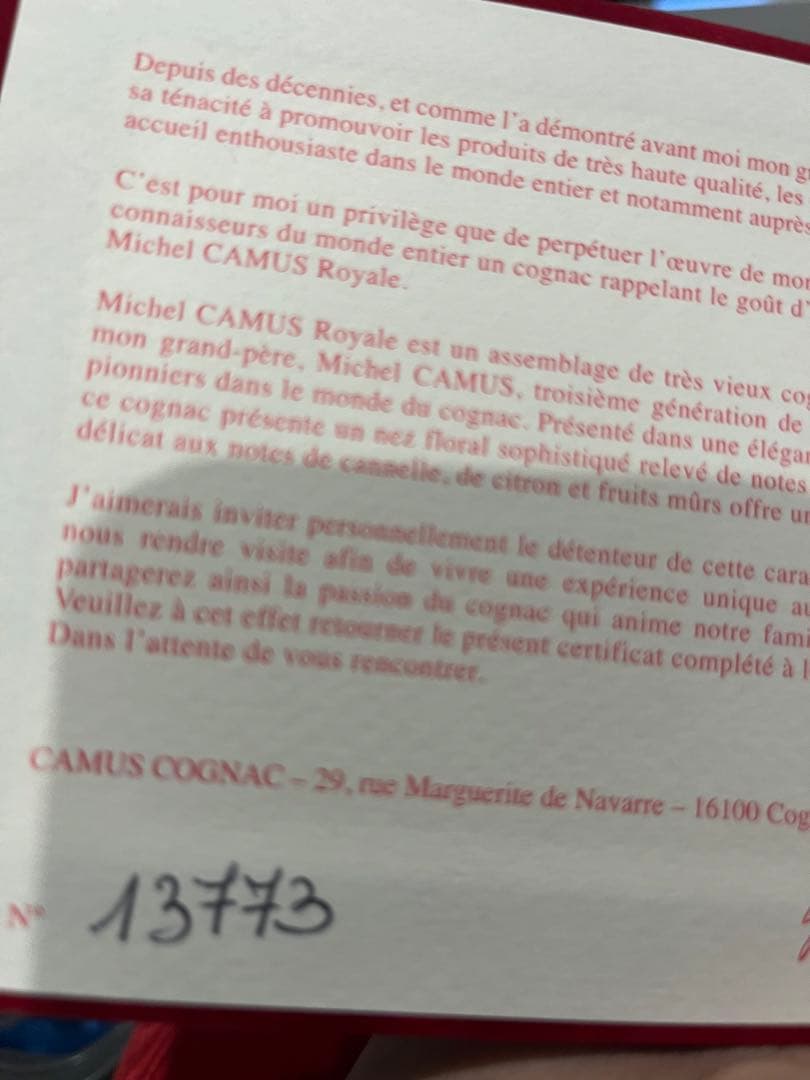 Depuis des décennies, et comme l'a démontré avant moi mon
sa ténacité à promouvoir les produits de très haute qualité, les
accueil enthousiaste dans le monde entier et notamment auprès
C'est pour moi un privilège que de perpétuer l'œuvre de mon
connaisseurs du monde entier un cognac rappelant le goût d'
Michel CAMUS Royale.
Michel CAMUS Royale est un assemblage de très vieux
mon grand-père, Michel CAMUS, troisième génération de
pionniers dans le monde du cognac. Présenté dans une
ce cognac présente un nez floral sophistiqué relevé de notes
délicat aux notes de cannelle, de citron et fruits mûrs offre
J'aimerais inviter personnellement le détenteur de cette
nous rendre visite afin de vivre une expérience unique
partagerez ainsi la passion du cognac qui anime notre
Veuillez à cet effet retourner le présent certificat complété à
Dans l'attente de vous rencontrer.
CAMUS COGNAC – 29, rue Marguerite de Navarre – 16100
N° 13773